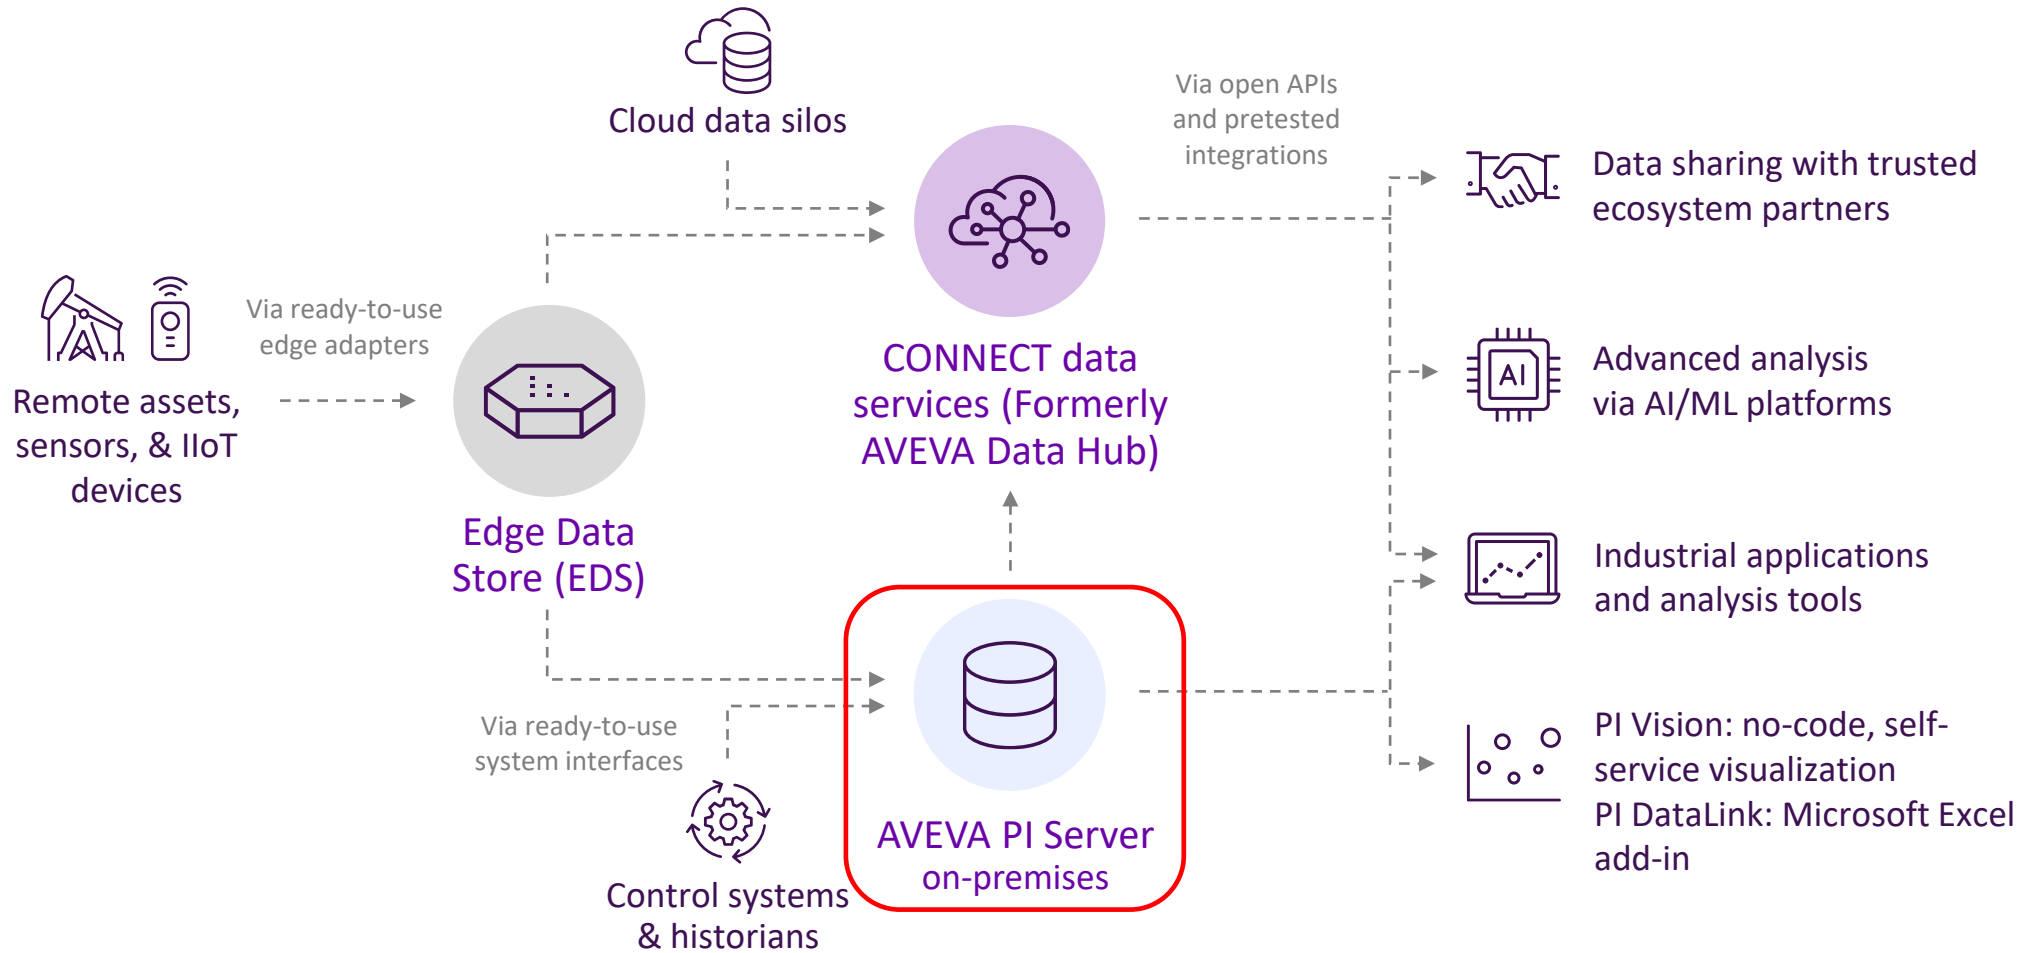 Cloud data silos
Via open APIs
and pretested
integrations
Data sharing with trusted
ecosystem partners
Via ready-to-use
edge adapters
Remote assets,
sensors, & IIoT
devices
CONNECT data
services (Formerly
AVEVA Data Hub)
AI
Advanced analysis
via AI/ML platforms
Edge Data
Store (EDS)
Industrial applications
and analysis tools
Via ready-to-use
system interfaces
AVEVA PI Server
on-premises
Control systems
& historians
PI Vision: no-code, self-
service visualization
PI DataLink: Microsoft Excel
add-in